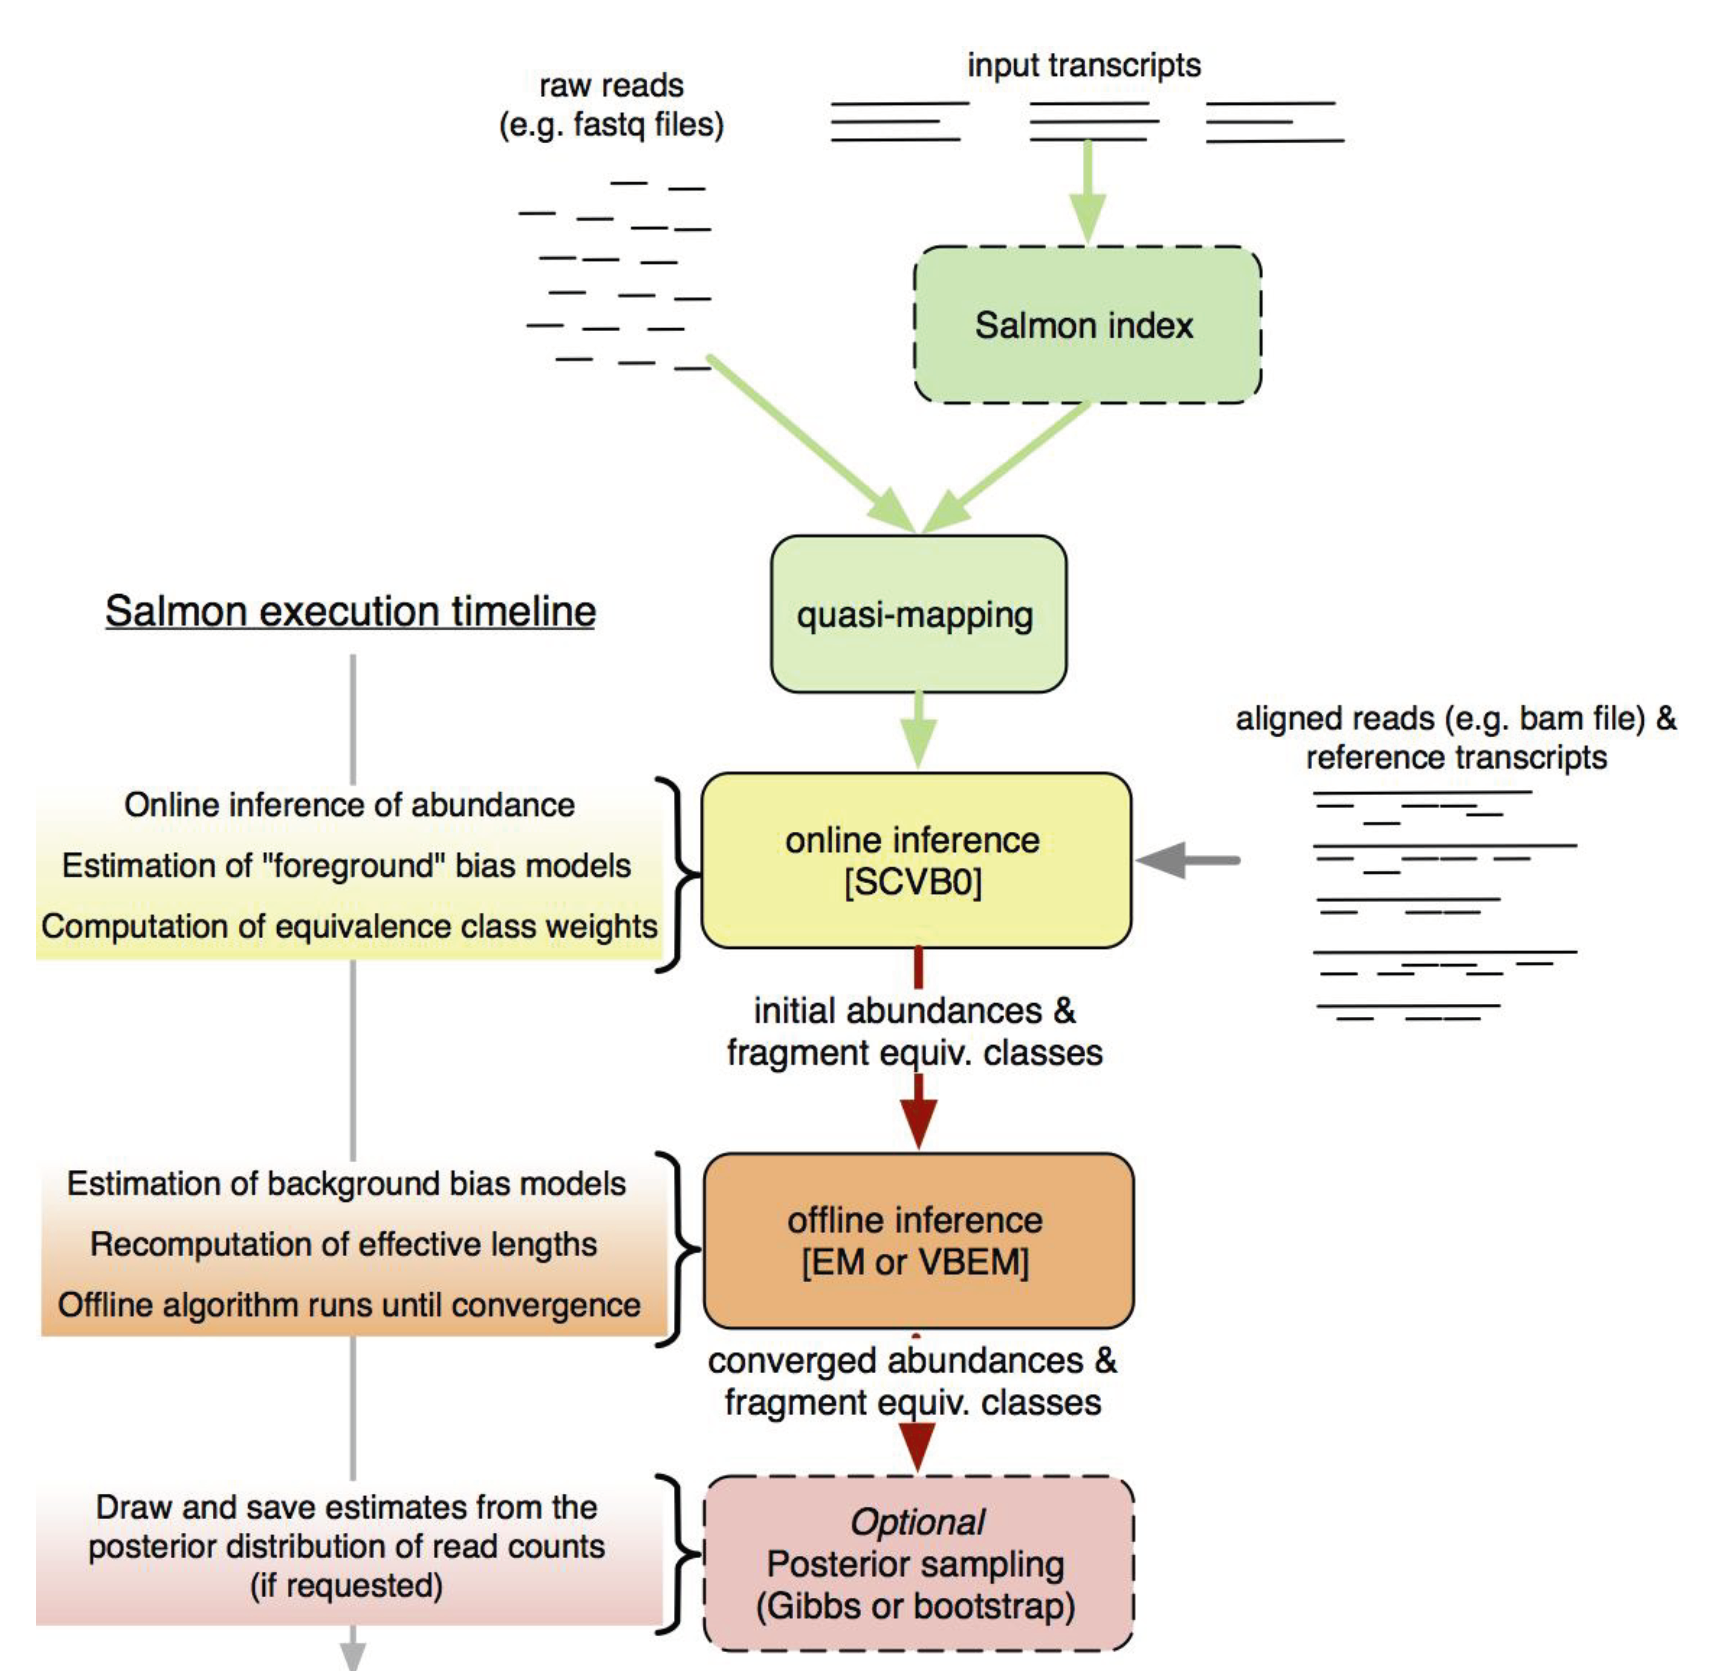 input transcripts
raw reads
(e.g. fastq files)
Salmon index
quasi-mapping
Salmon execution timeline
aligned reads (e.g. bam file) &
reference transcripts
Online inference of abundance
Estimation of "foreground" bias models
Computation of equivalence class weights
online inference
[SCVB0]
initial abundances &
fragment equiv. classes
Estimation of background bias models
Recomputation of effective lengths
Offline algorithm runs until convergence
offline inference
[EM or VBEM]
converged abundances &
fragment equiv. classes
Draw and save estimates from the
posterior distribution of read counts
(if requested)
Optional
Posterior sampling
(Gibbs or bootstrap)